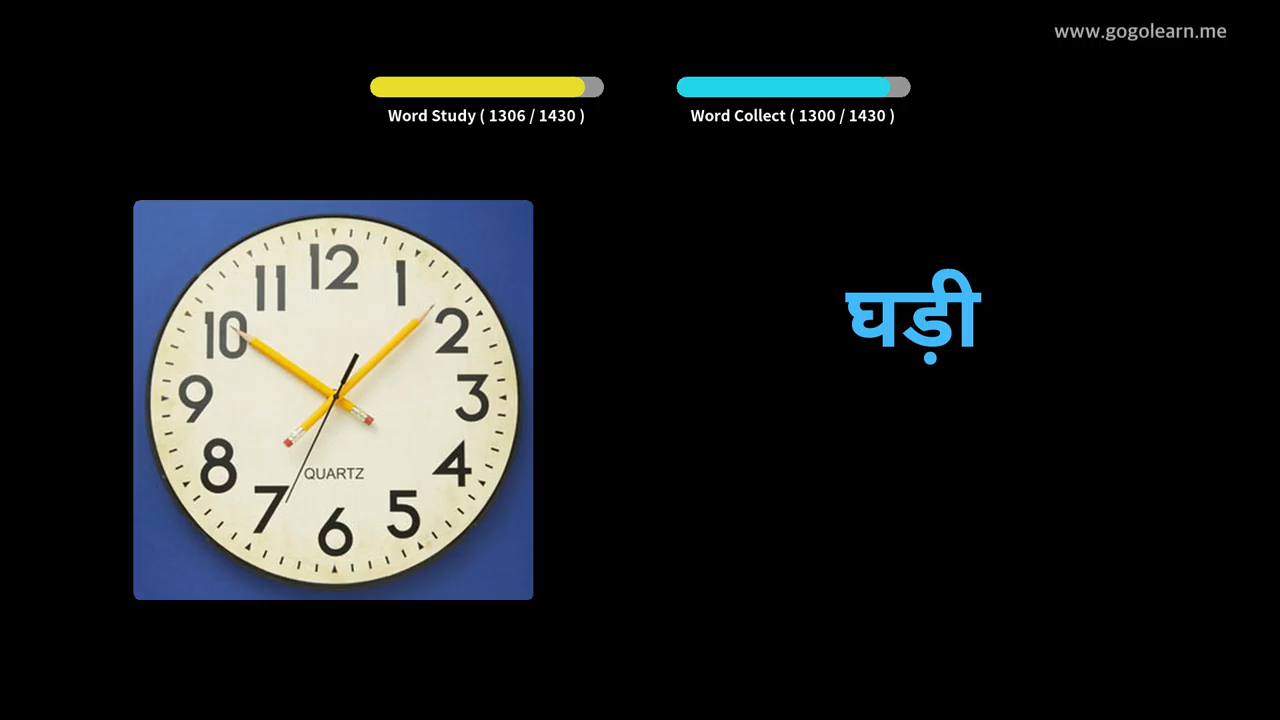 www.gogolearn.me
Word Study ( 1306 / 1430 )
Word Collect ( 1300 / 1430 )
12
11
1
10
2
9
3
8
4
7
5
6
QUARTZ
घड़ी